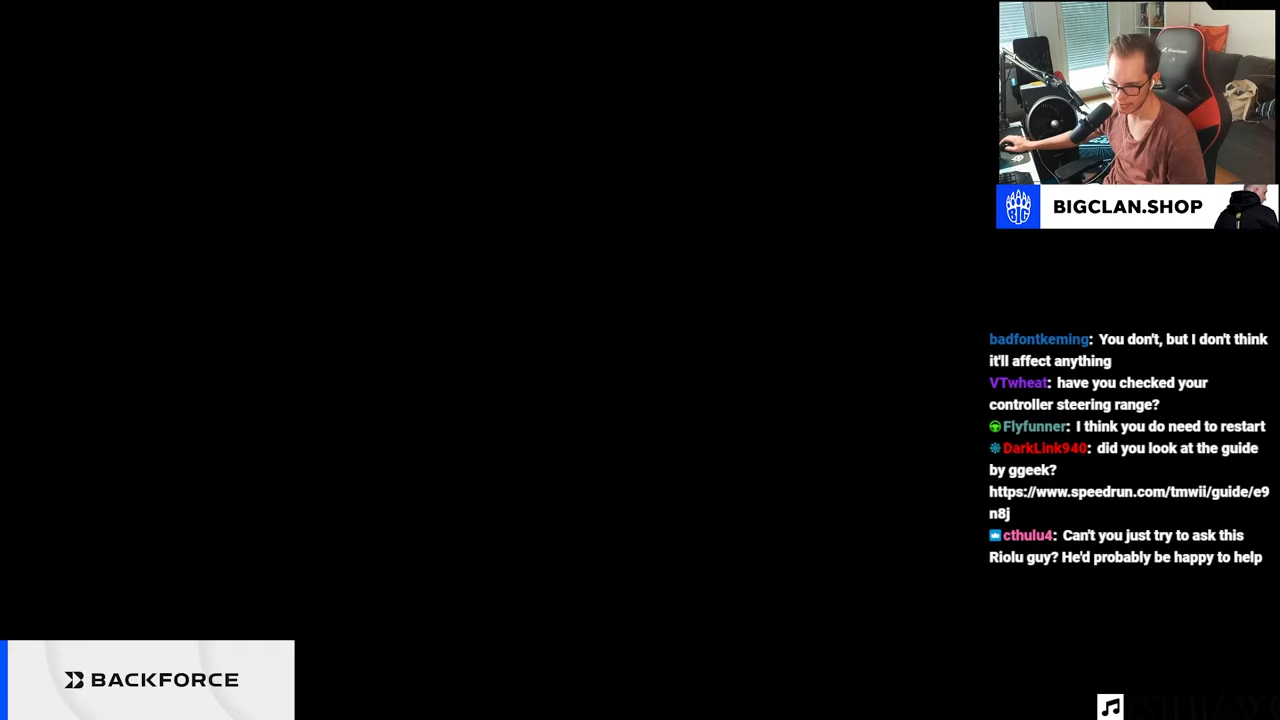 BIGCLAN.SHOP
badfontkeming: You don't, but I don't think
it'll affect anything
VTwheat: have you checked your
controller steering range?
Flyfunner: I think you do need to restart
DarkLink940: did you look at the guide
by ggeek?
https://www.speedrun.com/tmwii/guide/e9
n8j
cthulu4: Can't you just try to ask this
Riolu guy? He'd probably be happy to help
BACKFORCE